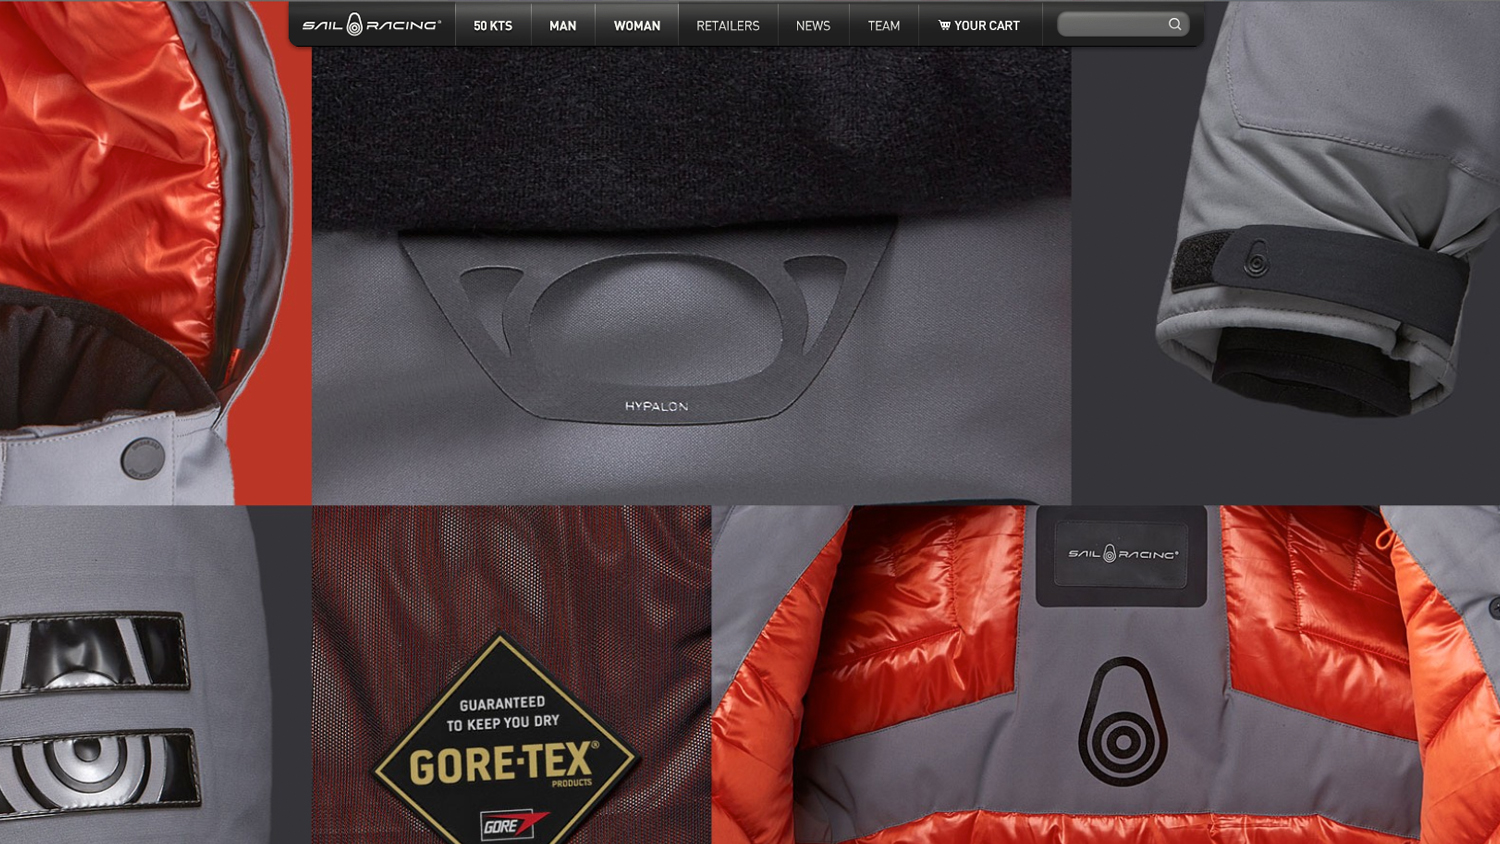 SAIL RACING®
50 KTS
MAN
WOMAN
RETAILERS
NEWS
TEAM
YOUR CART
HYPALON
GUARANTEED
TO KEEP YOU DRY
GORE-TEX®
PRODUCTS
GORE
SAIL RACING®